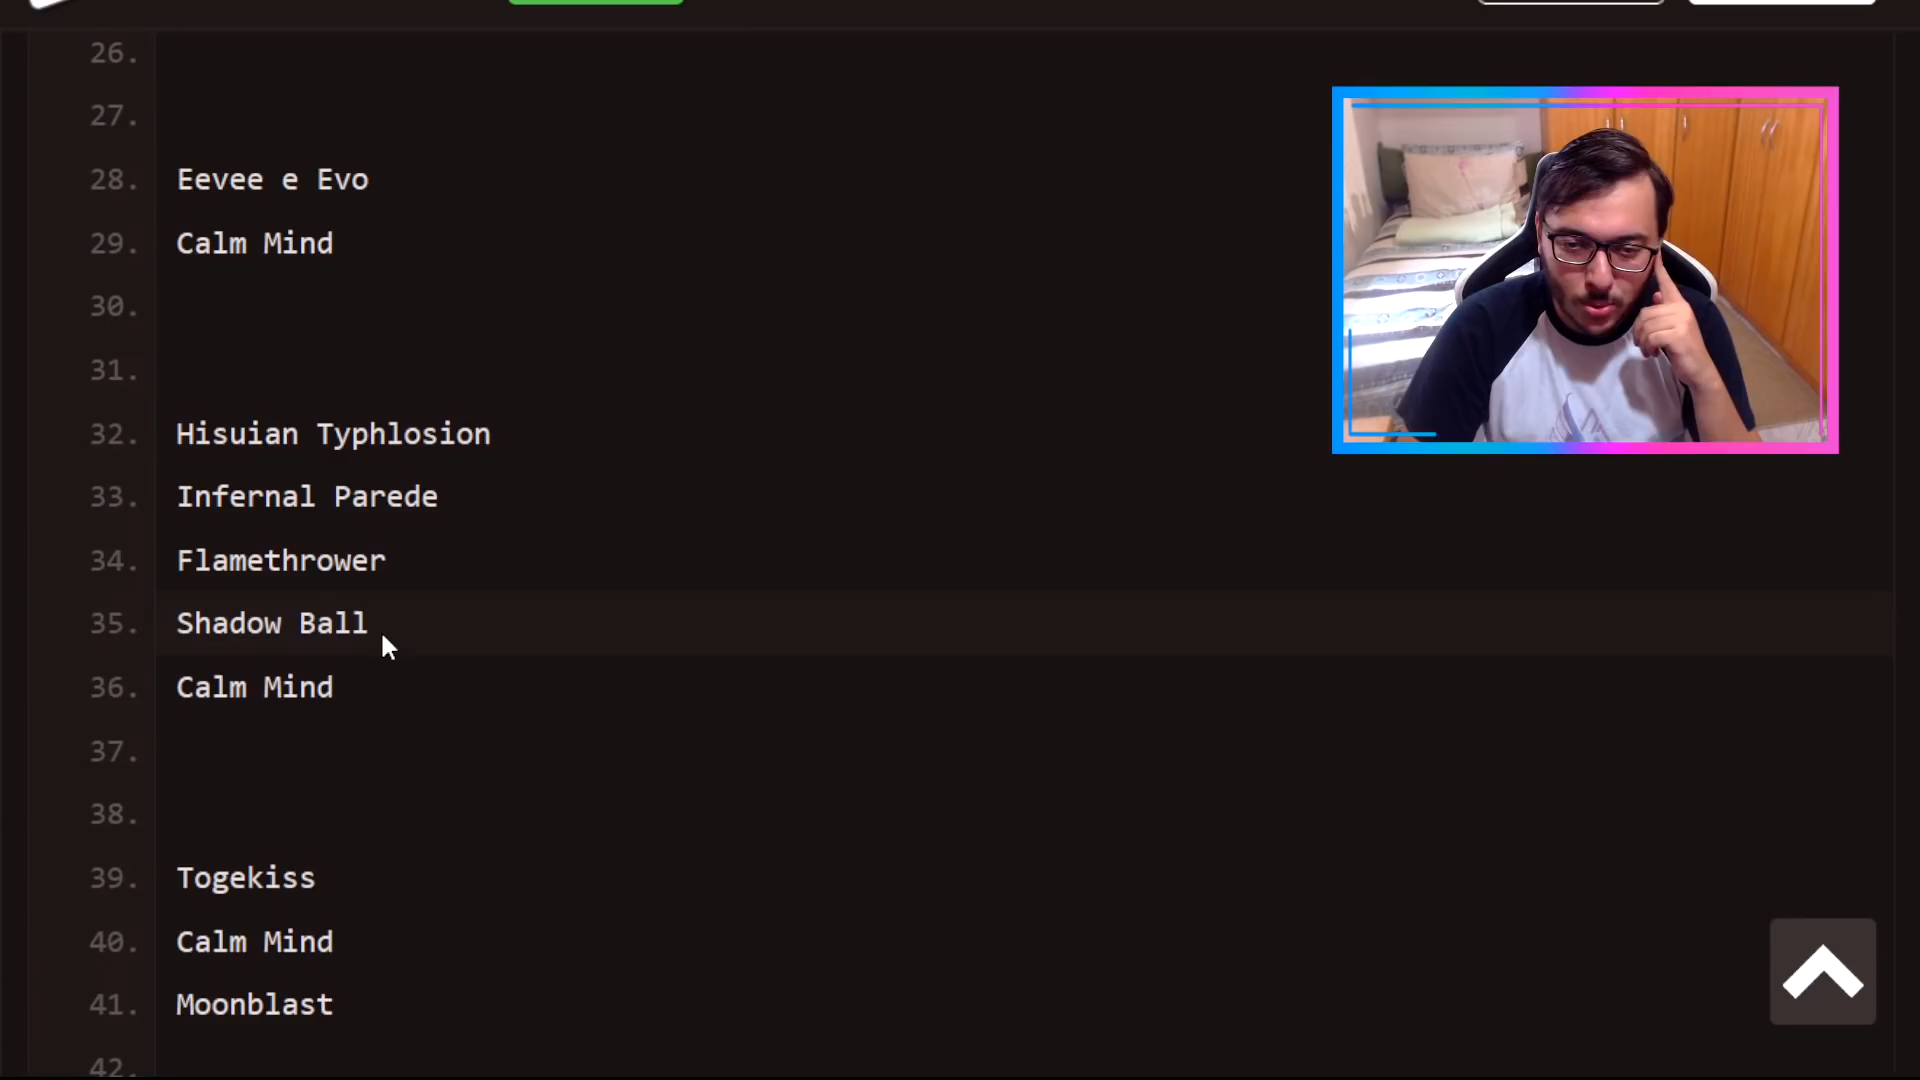 26.
27.
28. Eevee e Evo
29. Calm Mind
30.
31.
32. Hisuian Typhlosion
33. Infernal Parede
34. Flamethrower
35. Shadow Ball
36. Calm Mind
37.
38.
39. Togekiss
40. Calm Mind
41. Moonblast
42.